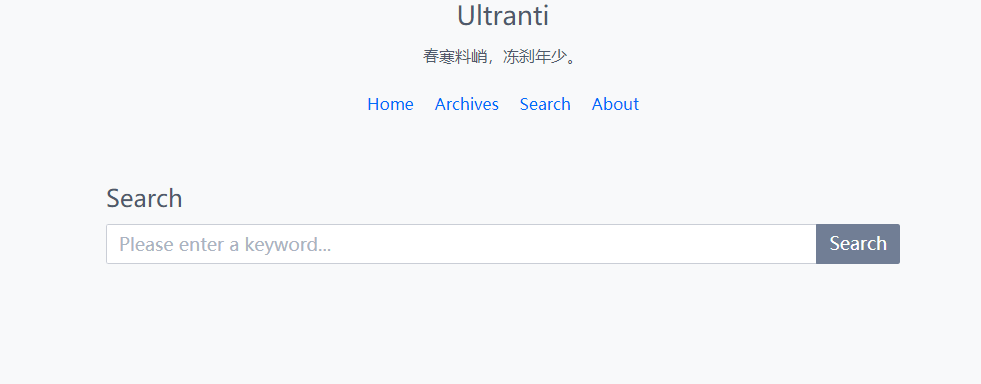 Ultranti
春寒料峭，冻刹年少。
Home Archives Search About
Search
Please enter a keyword... Search